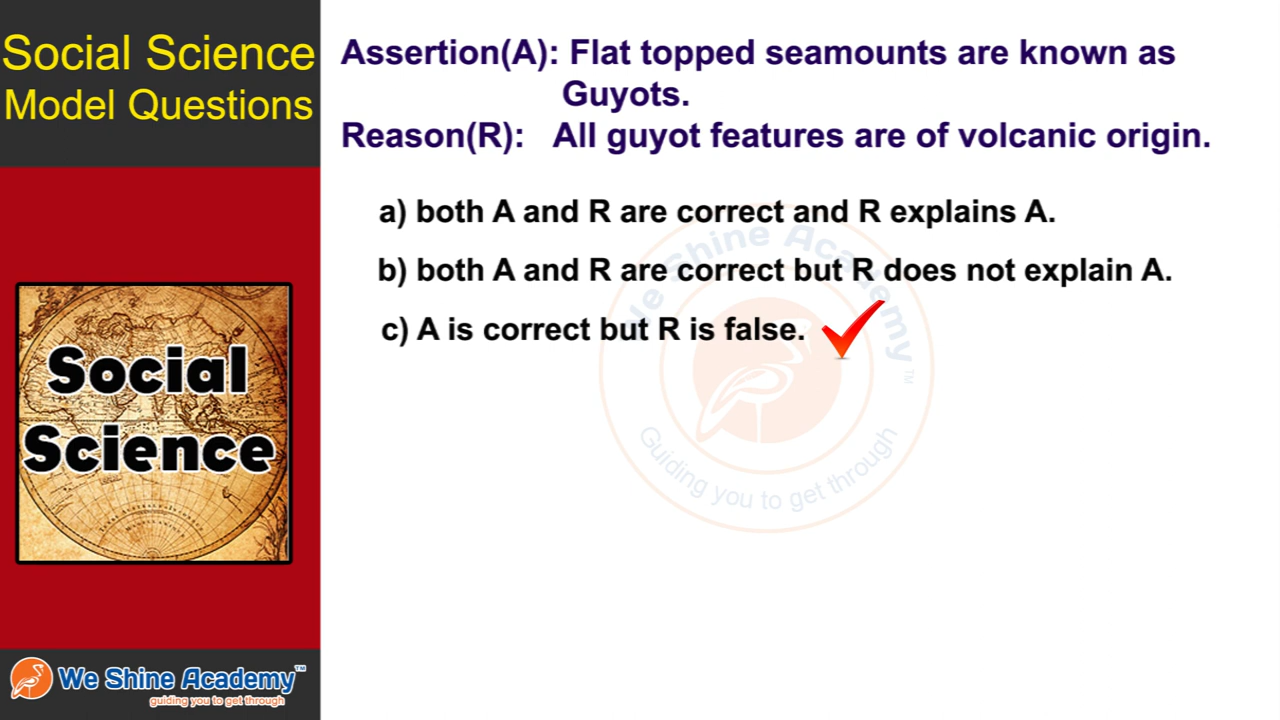 Social Science
Model Questions
Assertion(A): Flat topped seamounts are known as
Guyots.
Reason(R): All guyot features are of volcanic origin.
a) both A and R are correct and R explains A.
b) both A and R are correct but R does not explain A.
c) A is correct but R is false.
We Shine Academy™
Guiding you to get through
Social
Science
We Shine Academy™
guiding you to get through